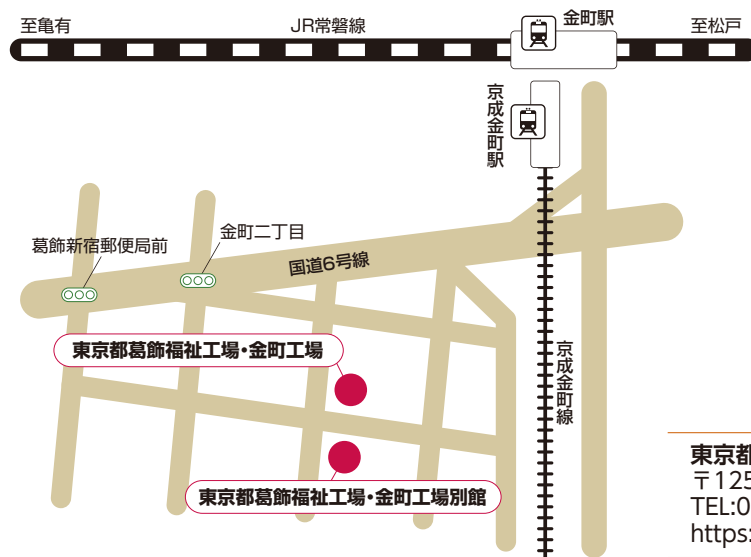 至亀有
JR常磐線
金町駅
至松戸
京成金町駅
葛飾新宿郵便局前
金町二丁目
国道6号線
東京都葛飾福祉工場・金町工場
京成金町線
東京都葛飾福祉工場・金町工場別館
東京都
〒125
TEL:0
https: